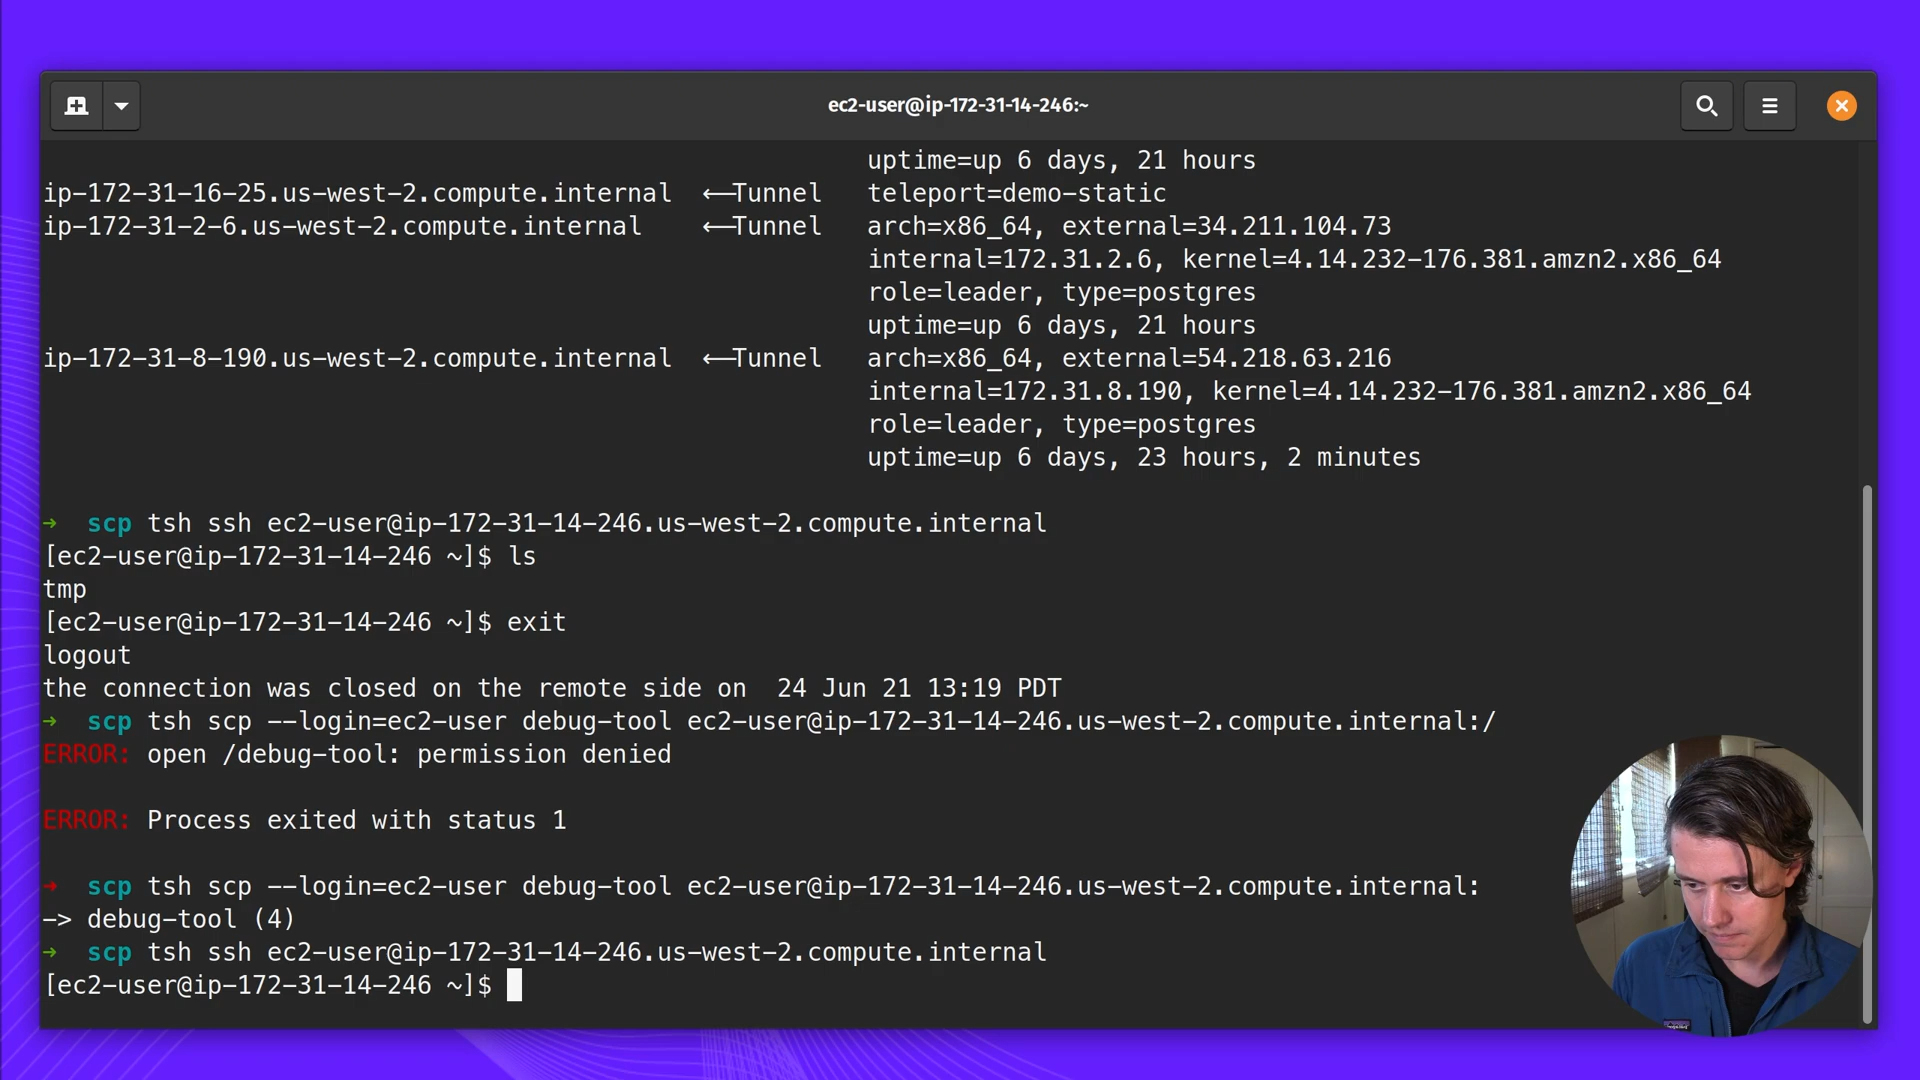 ec2-user@ip-172-31-14-246:~
uptime=up 6 days, 21 hours
ip-172-31-16-25.us-west-2.compute.internal ⟵Tunnel teleport=demo-static
ip-172-31-2-6.us-west-2.compute.internal ⟵Tunnel arch=x86_64, external=34.211.104.73
internal=172.31.2.6, kernel=4.14.232-176.381.amzn2.x86_64
role=leader, type=postgres
uptime=up 6 days, 21 hours
ip-172-31-8-190.us-west-2.compute.internal ⟵Tunnel arch=x86_64, external=54.218.63.216
internal=172.31.8.190, kernel=4.14.232-176.381.amzn2.x86_64
role=leader, type=postgres
uptime=up 6 days, 23 hours, 2 minutes
➜ scp tsh ssh ec2-user@ip-172-31-14-246.us-west-2.compute.internal
[ec2-user@ip-172-31-14-246 ~]$ ls
tmp
[ec2-user@ip-172-31-14-246 ~]$ exit
logout
the connection was closed on the remote side on  24 Jun 21 13:19 PDT
➜ scp tsh scp --login=ec2-user debug-tool ec2-user@ip-172-31-14-246.us-west-2.compute.internal:/
ERROR: open /debug-tool: permission denied
ERROR: Process exited with status 1
➜ scp tsh scp --login=ec2-user debug-tool ec2-user@ip-172-31-14-246.us-west-2.compute.internal:
-> debug-tool (4)
➜ scp tsh ssh ec2-user@ip-172-31-14-246.us-west-2.compute.internal
[ec2-user@ip-172-31-14-246 ~]$